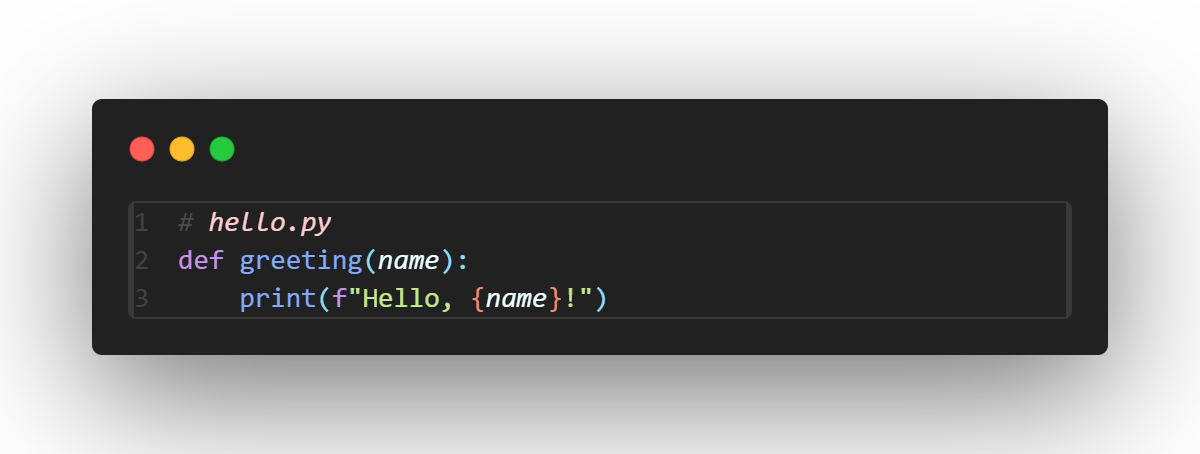 1 # hello.py
2 def greeting(name):
3     print(f"Hello, {name}!")